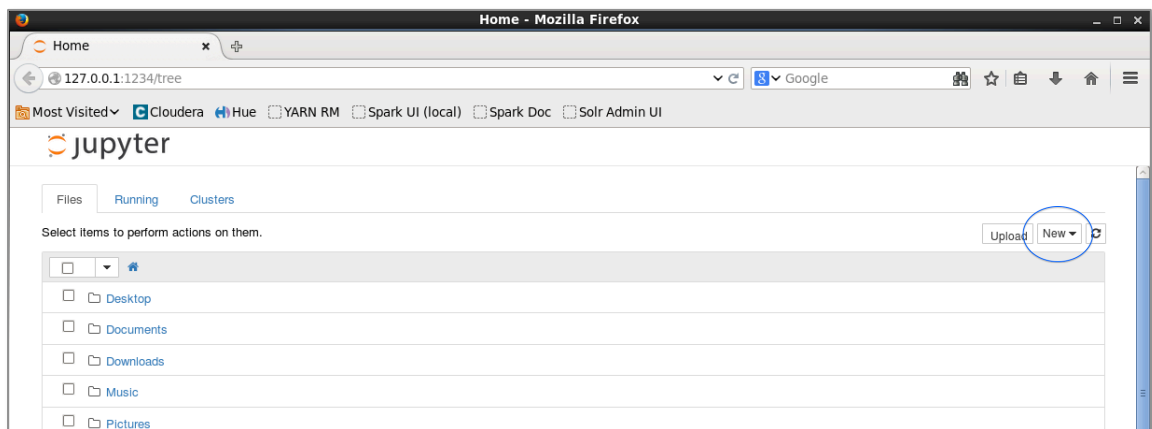 Home - Mozilla Firefox
Home
127.0.0.1:1234/tree
Google
Most Visited Cloudera Hue YARN RM Spark UI (local) Spark Doc Solr Admin UI
jupyter
Files Running Clusters
Select items to perform actions on them.
Upload New
Desktop
Documents
Downloads
Music
Pictures